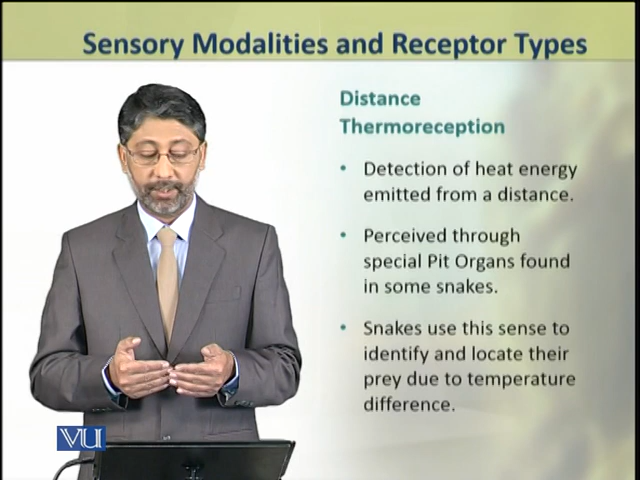 Sensory Modalities and Receptor Types
Distance
Thermoreception
• Detection of heat energy
emitted from a distance.
• Perceived through
special Pit Organs found
in some snakes.
• Snakes use this sense to
identify and locate their
prey due to temperature
difference.
VU